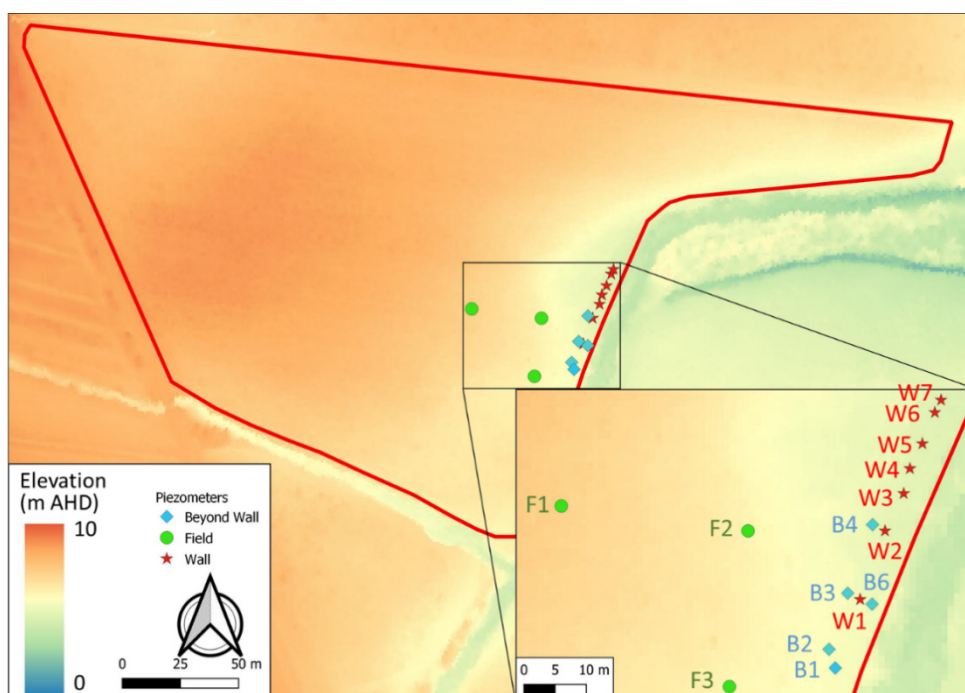 W7
W6
W5
W4
F1
W3
F2
B4
W2
B3
B6
W1
B2
F3
B1
0 5 10 m
Elevation
(m AHD)
10
0
Piezometers
Beyond Wall
Field
Wall
0 25 50 m